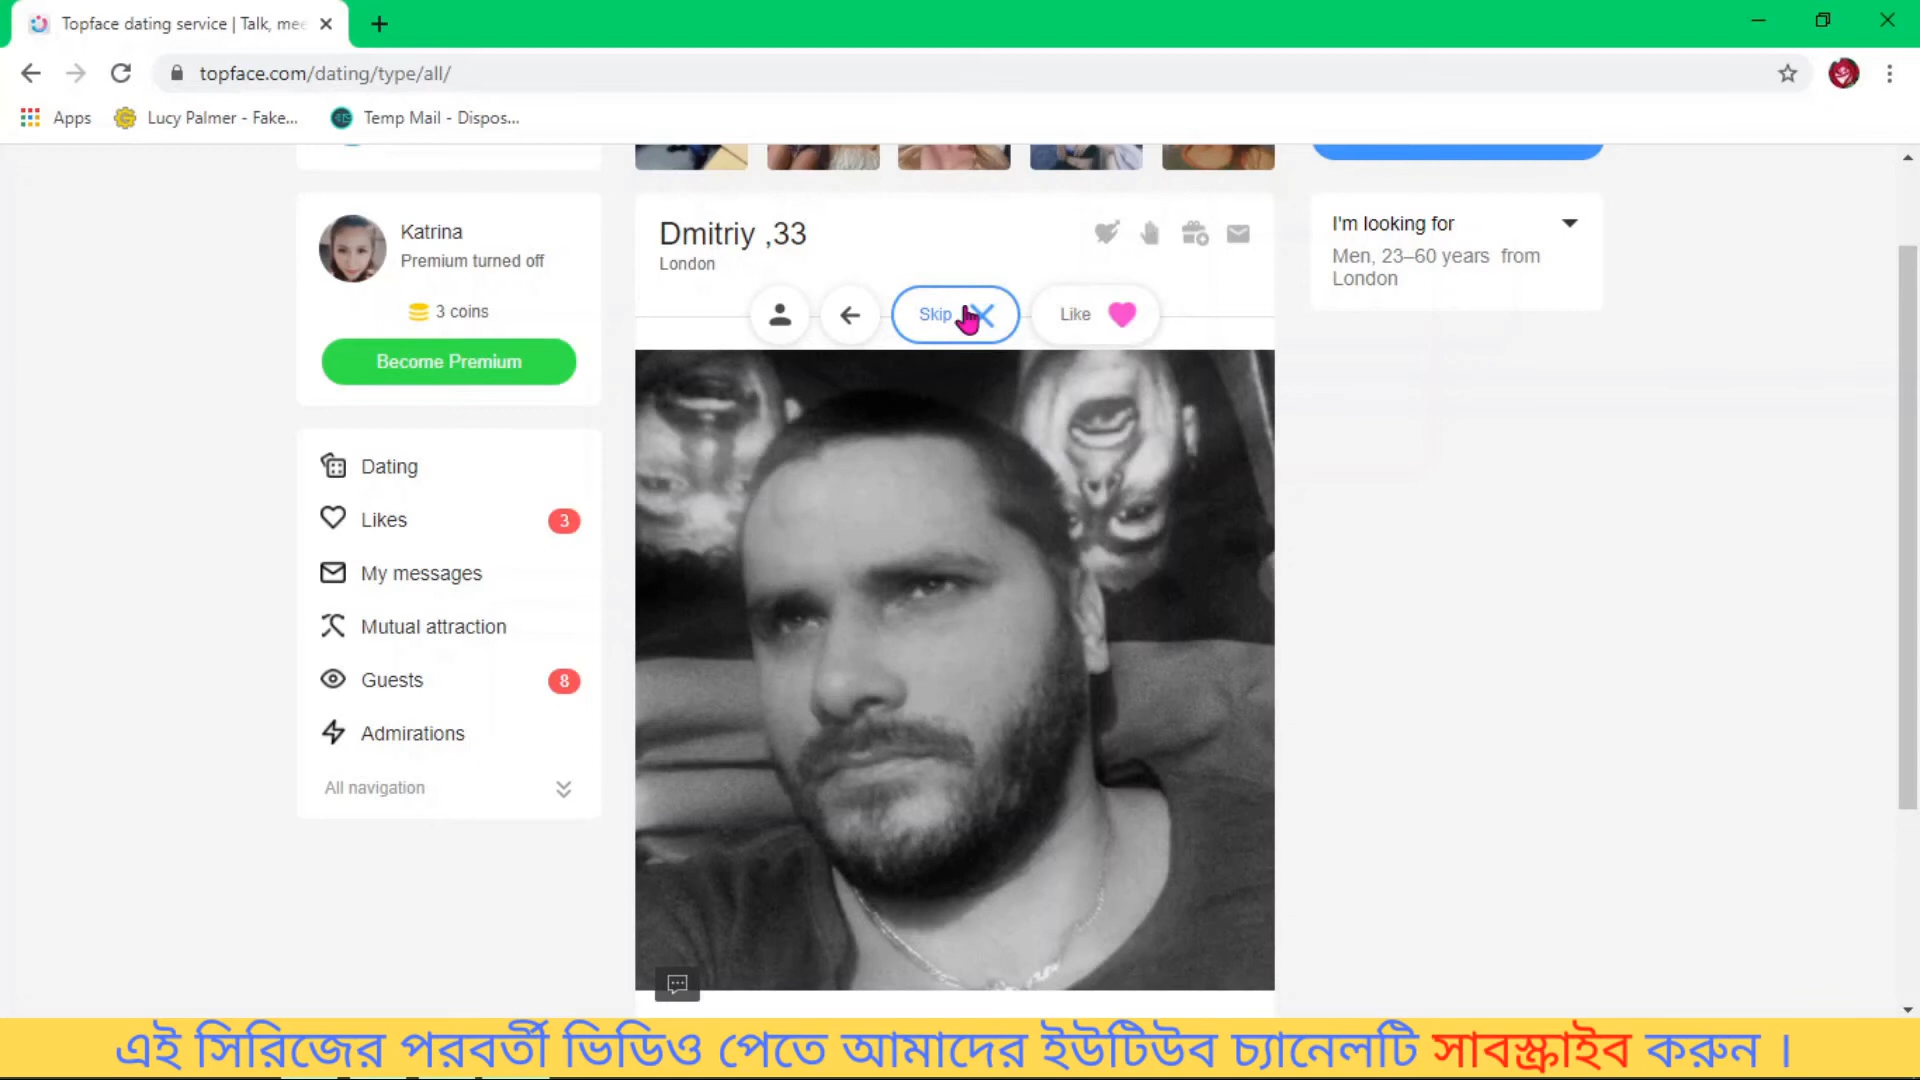 Topface dating service | Talk, mee
topface.com/dating/type/all/
Apps
Lucy Palmer - Fake...
Temp Mail - Dispos...
Katrina
Premium turned off
3 coins
Become Premium
Dating
Likes
3
My messages
Mutual attraction
Guests
8
Admirations
All navigation
Dmitriy ,33
London
Skip
Like
I'm looking for
Men, 23–60 years from
London
এই সিরিজের পরবর্তী ভিডিও পেতে আমাদের ইউটিউব চ্যানেলটি সাবস্ক্রাইব করুন ।